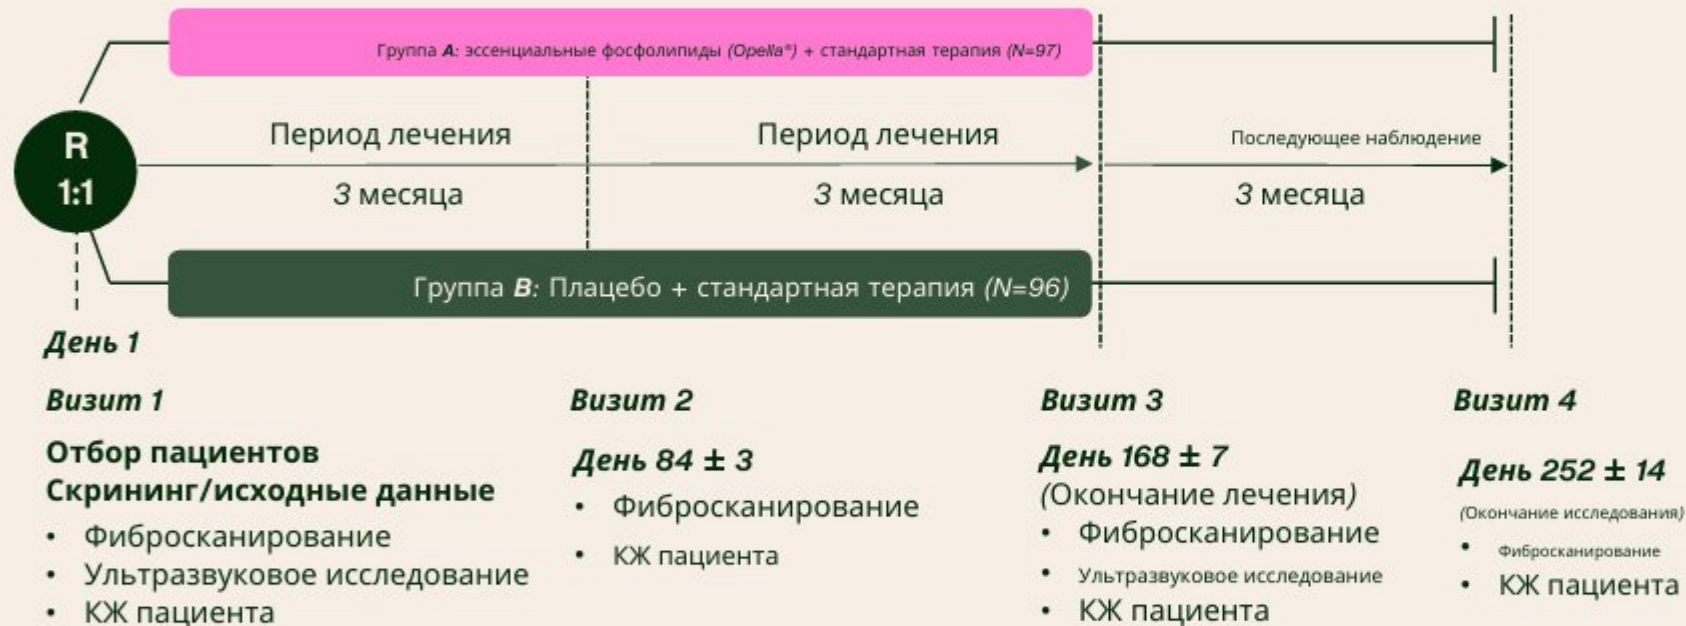 Группа A: эссенциальные фосфолипиды (Opella®) + стандартная терапия (N=97)
R
1:1
Период лечения
3 месяца
Период лечения
3 месяца
Последующее наблюдение
3 месяца
Группа B: Плацебо + стандартная терапия (N=96)
День 1
Визит 1
Отбор пациентов
Скрининг/исходные данные
• Фибросканирование
• Ультразвуковое исследование
• КЖ пациента
Визит 2
День 84 ± 3
• Фибросканирование
• КЖ пациента
Визит 3
День 168 ± 7
(Окончание лечения)
• Фибросканирование
• Ультразвуковое исследование
• КЖ пациента
Визит 4
День 252 ± 14
(Окончание исследования)
• Фибросканирование
• КЖ пациента